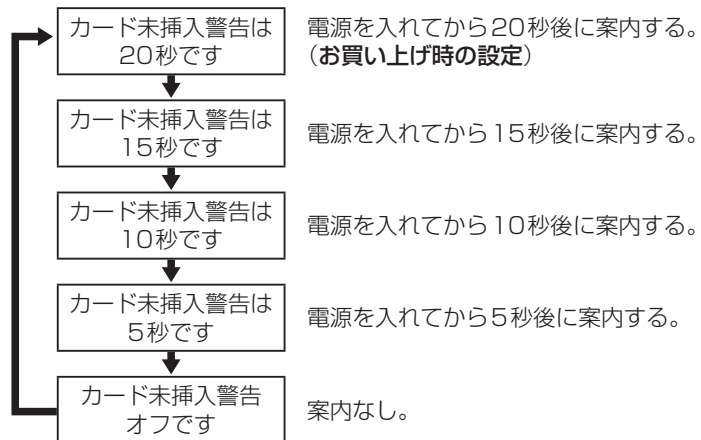 カード未挿入警告は
20秒です
電源を入れてから20秒後に案内する。
（お買い上げ時の設定）
カード未挿入警告は
15秒です
電源を入れてから15秒後に案内する。
カード未挿入警告は
10秒です
電源を入れてから10秒後に案内する。
カード未挿入警告は
5秒です
電源を入れてから5秒後に案内する。
カード未挿入警告
オフです
案内なし。